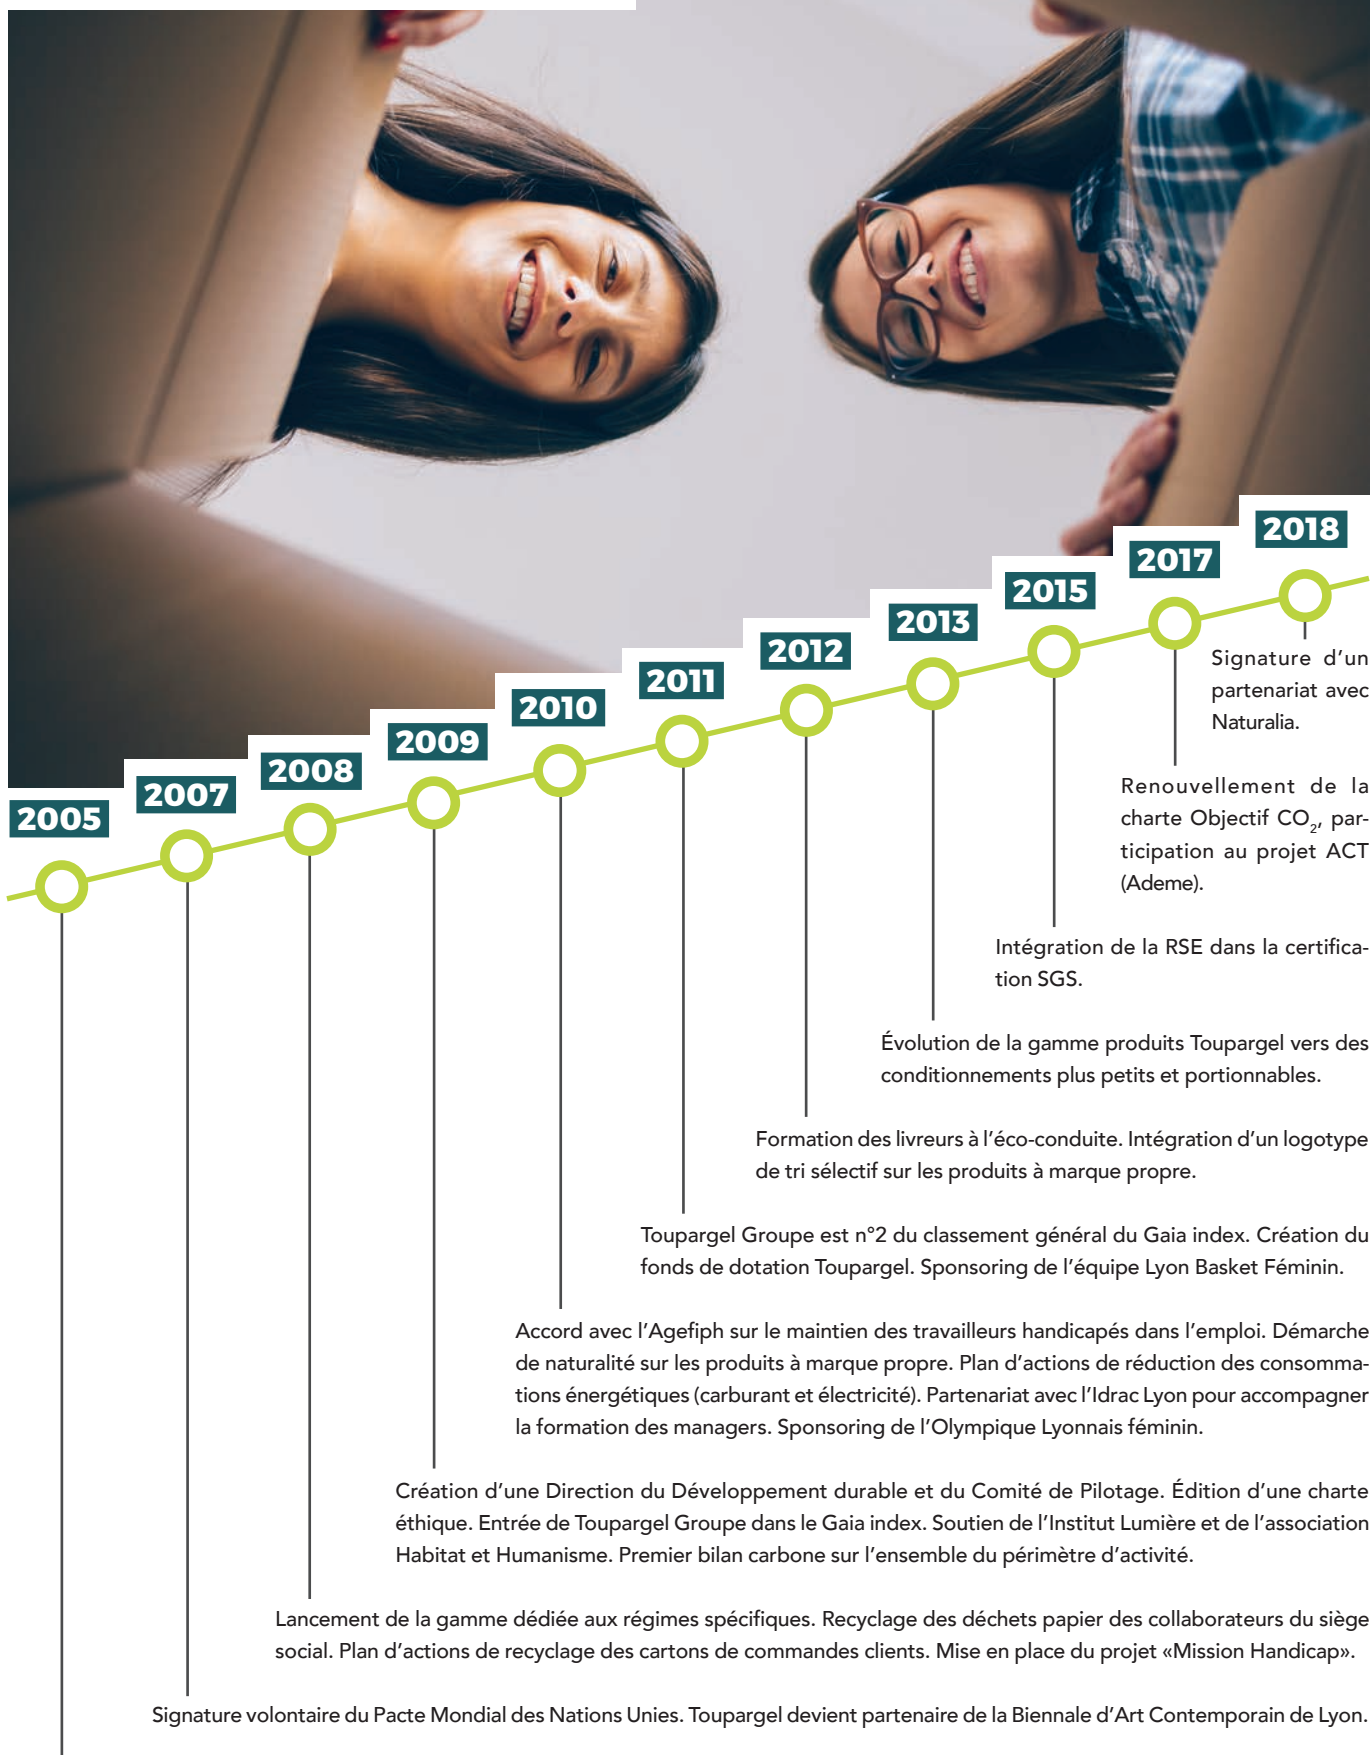 2018
2017
2015
2013
2012
2011
2010
2009
2008
2007
2005
Signature d’un
partenariat avec
Naturalia.
Renouvellement de la
charte Objectif CO₂, par-
ticipation au projet ACT
(Ademe).
Intégration de la RSE dans la certifica-
tion SGS.
Évolution de la gamme produits Toupargel vers des
conditionnements plus petits et portionnables.
Formation des livreurs à l’éco-conduite. Intégration d’un logotype
de tri sélectif sur les produits à marque propre.
Toupargel Groupe est n°2 du classement général du Gaia index. Création du
fonds de dotation Toupargel. Sponsoring de l’équipe Lyon Basket Féminin.
Accord avec l’Agefiph sur le maintien des travailleurs handicapés dans l’emploi. Démarche
de naturalité sur les produits à marque propre. Plan d’actions de réduction des consomma-
tions énergétiques (carburant et électricité). Partenariat avec l’Idrac Lyon pour accompagner
la formation des managers. Sponsoring de l’Olympique Lyonnais féminin.
Création d’une Direction du Développement durable et du Comité de Pilotage. Édition d’une charte
éthique. Entrée de Toupargel Groupe dans le Gaia index. Soutien de l’Institut Lumière et de l’association
Habitat et Humanisme. Premier bilan carbone sur l’ensemble du périmètre d’activité.
Lancement de la gamme dédiée aux régimes spécifiques. Recyclage des déchets papier des collaborateurs du siège
social. Plan d’actions de recyclage des cartons de commandes clients. Mise en place du projet «Mission Handicap».
Signature volontaire du Pacte Mondial des Nations Unies. Toupargel devient partenaire de la Biennale d’Art Contemporain de Lyon.